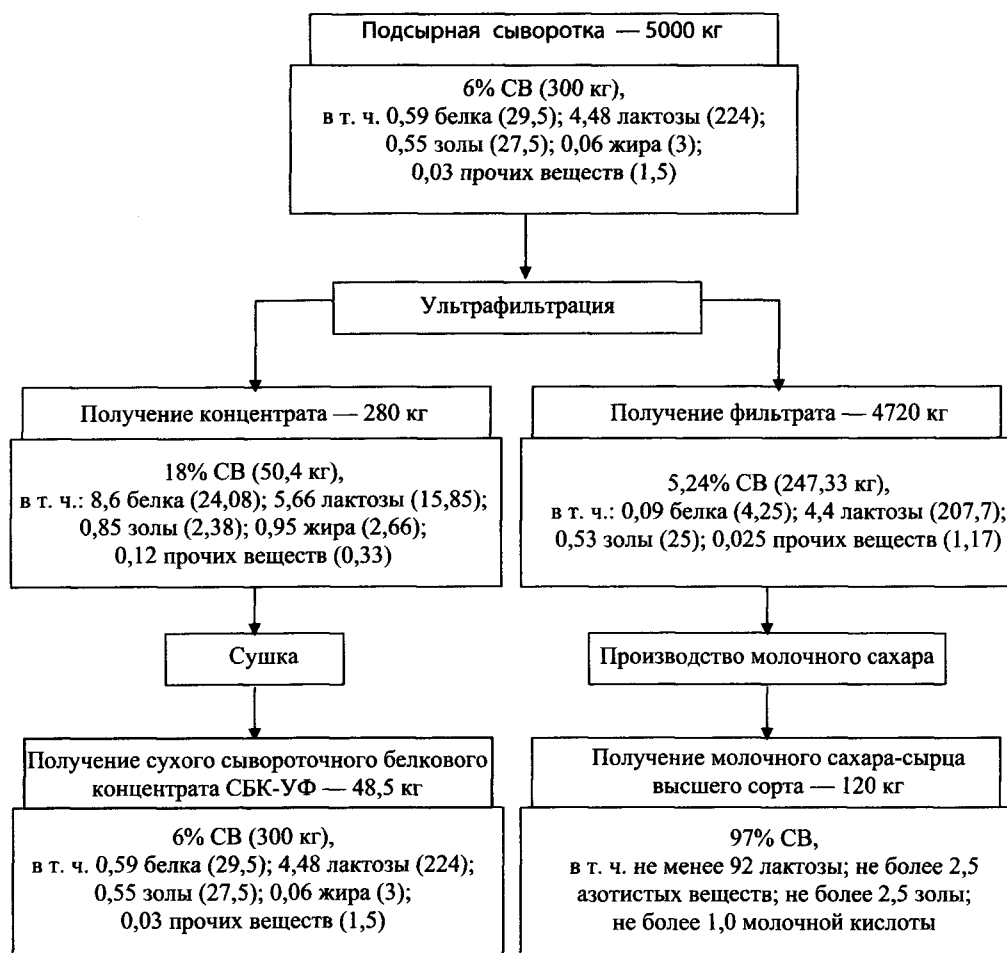 Подсырная сыворотка — 5000 кг
6% СВ (300 кг),
в т. ч. 0,59 белка (29,5); 4,48 лактозы (224);
0,55 золы (27,5); 0,06 жира (3);
0,03 прочих веществ (1,5)
Ультрафильтрация
Получение концентрата — 280 кг
18% СВ (50,4 кг),
в т. ч.: 8,6 белка (24,08); 5,66 лактозы (15,85);
0,85 золы (2,38); 0,95 жира (2,66);
0,12 прочих веществ (0,33)
Получение фильтрата — 4720 кг
5,24% СВ (247,33 кг),
в т. ч.: 0,09 белка (4,25); 4,4 лактозы (207,7);
0,53 золы (25); 0,025 прочих веществ (1,17)
Сушка
Производство молочного сахара
Получение сухого сывороточного белкового
концентрата СБК-УФ — 48,5 кг
6% СВ (300 кг),
в т. ч. 0,59 белка (29,5); 4,48 лактозы (224);
0,55 золы (27,5); 0,06 жира (3);
0,03 прочих веществ (1,5)
Получение молочного сахара-сырца
высшего сорта — 120 кг
97% СВ,
в т. ч. не менее 92 лактозы; не более 2,5
азотистых веществ; не более 2,5 золы;
не более 1,0 молочной кислоты